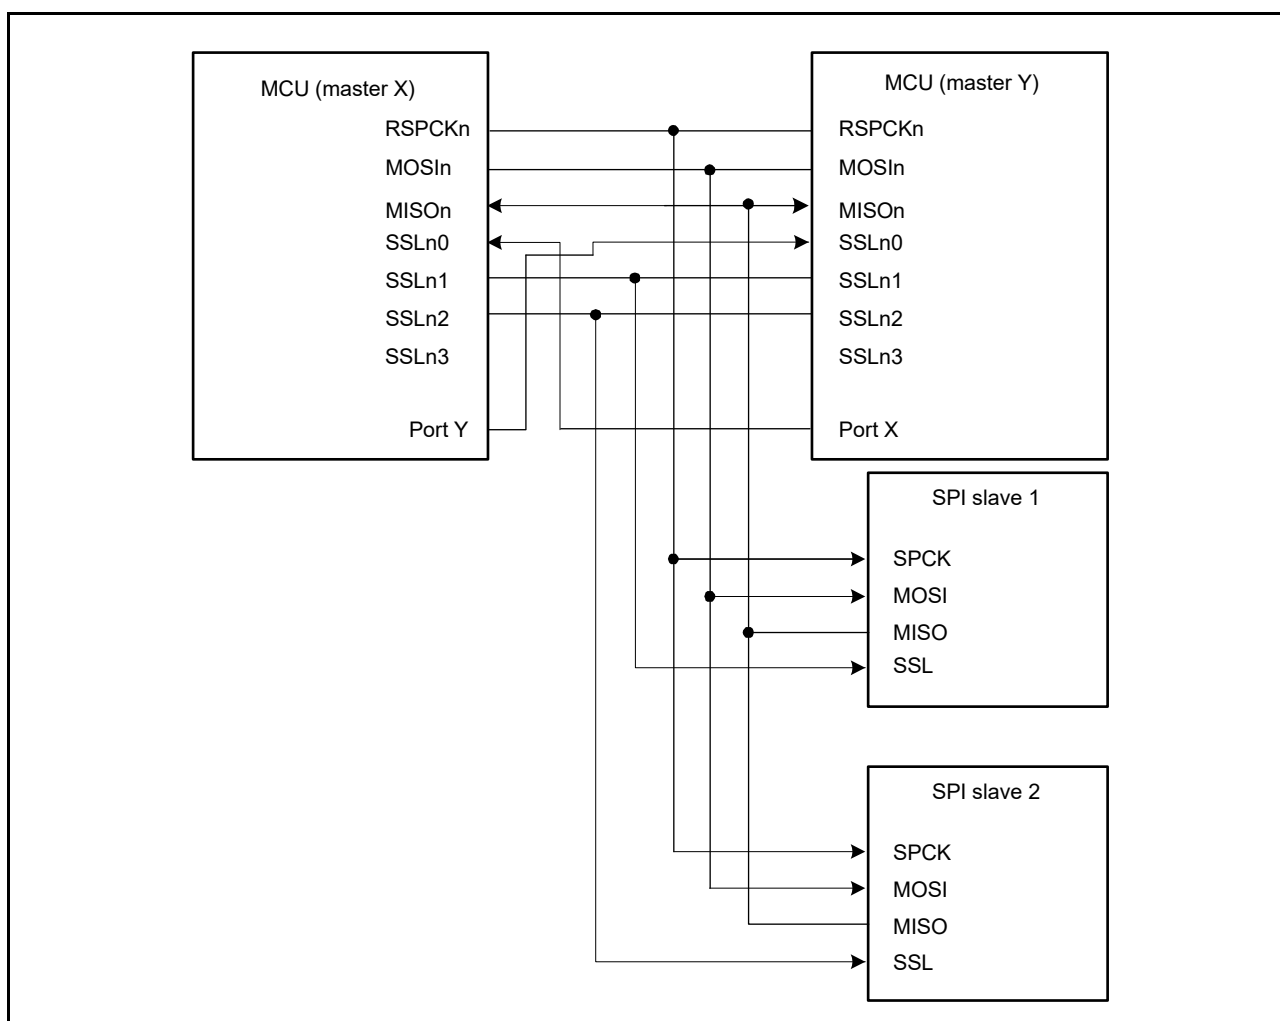 MCU (master X)
RSPCKn
MOSIn
MISOn
SSLn0
SSLn1
SSLn2
SSLn3
Port Y
MCU (master Y)
RSPCKn
MOSIn
MISOn
SSLn0
SSLn1
SSLn2
SSLn3
Port X
SPI slave 1
SPCK
MOSI
MISO
SSL
SPI slave 2
SPCK
MOSI
MISO
SSL